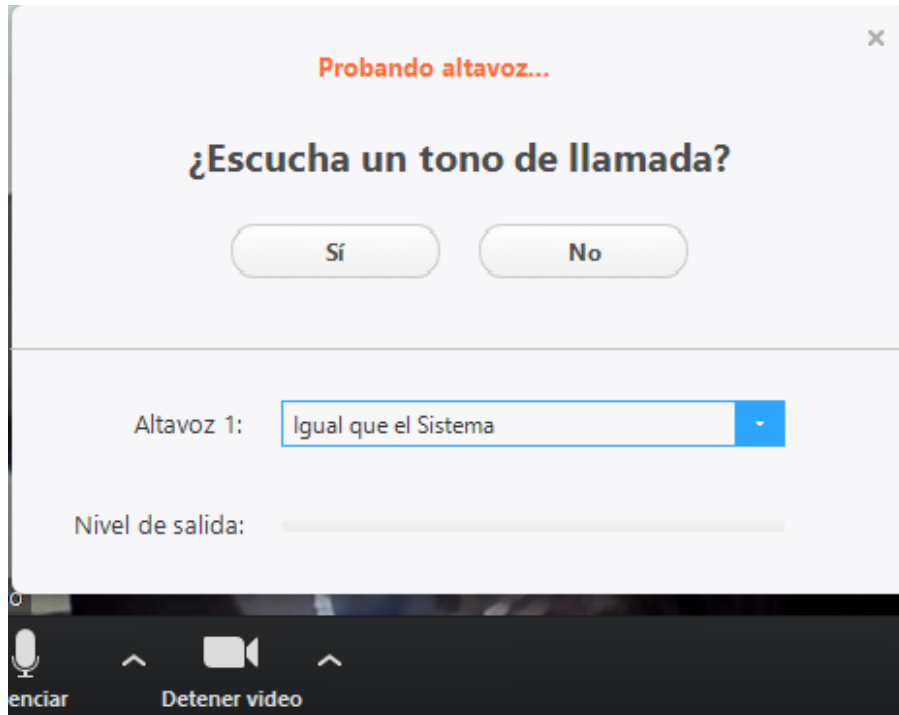 Probando altavoz...
¿Escucha un tono de llamada?
Sí No
Altavoz 1: Igual que el Sistema
Nivel de salida:
o
enciar Detener video